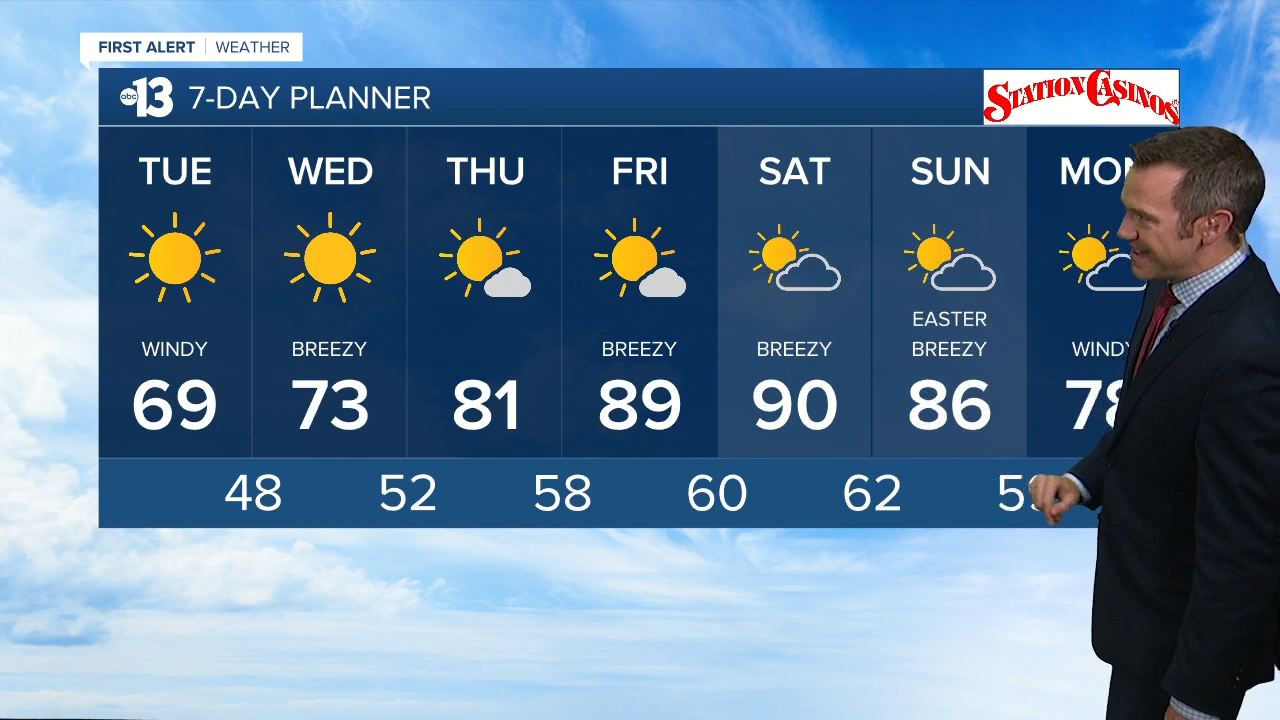 FIRST ALERT | WEATHER
abc 13 7-DAY PLANNER
STATION CASINOS
TUE WED THU FRI SAT SUN
EASTER
WINDY BREEZY BREEZY BREEZY BREEZY
69 73 81 89 90 86
48 52 58 60 62